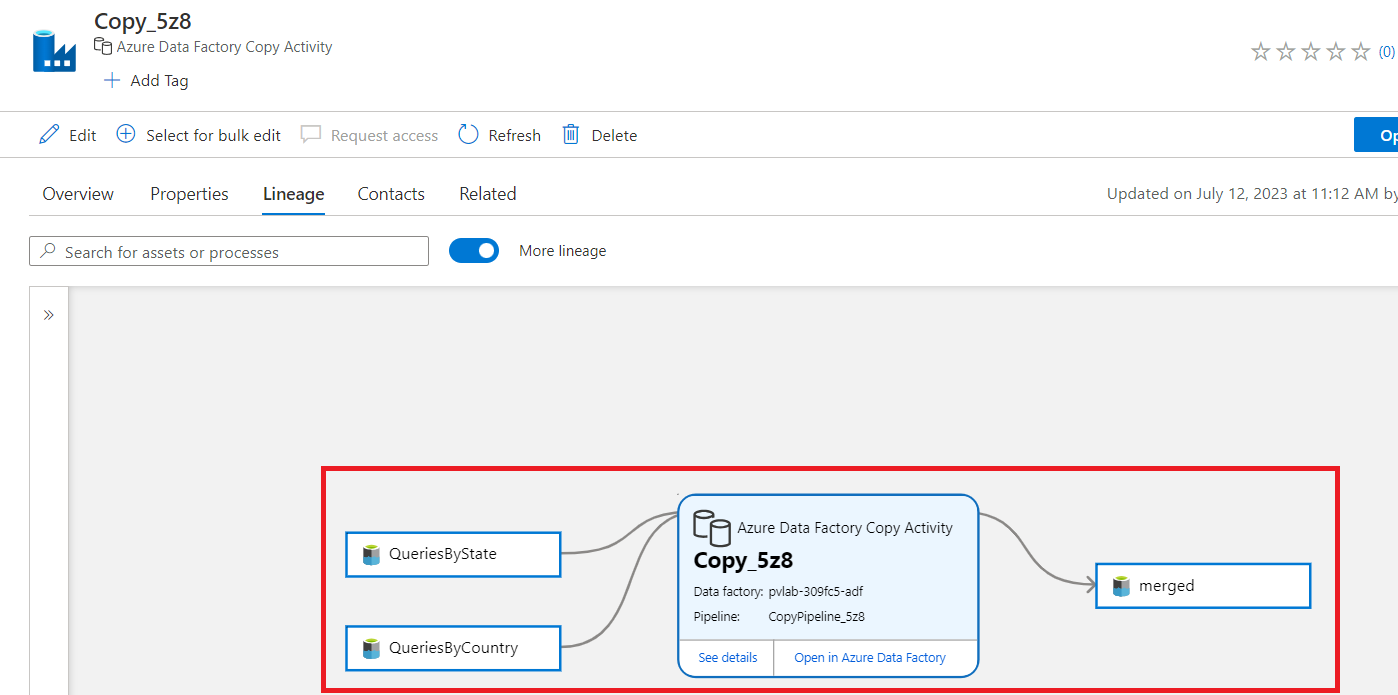 Copy_5z8
Azure Data Factory Copy Activity
Add Tag
(0)
Edit Select for bulk edit Request access Refresh Delete
Overview Properties Lineage Contacts Related
Updated on July 12, 2023 at 11:12 AM by
Search for assets or processes
More lineage
QueriesByState
QueriesByCountry
Azure Data Factory Copy Activity
Copy_5z8
Data factory: pvlab-309fc5-adf
Pipeline: CopyPipeline_5z8
See details Open in Azure Data Factory
merged